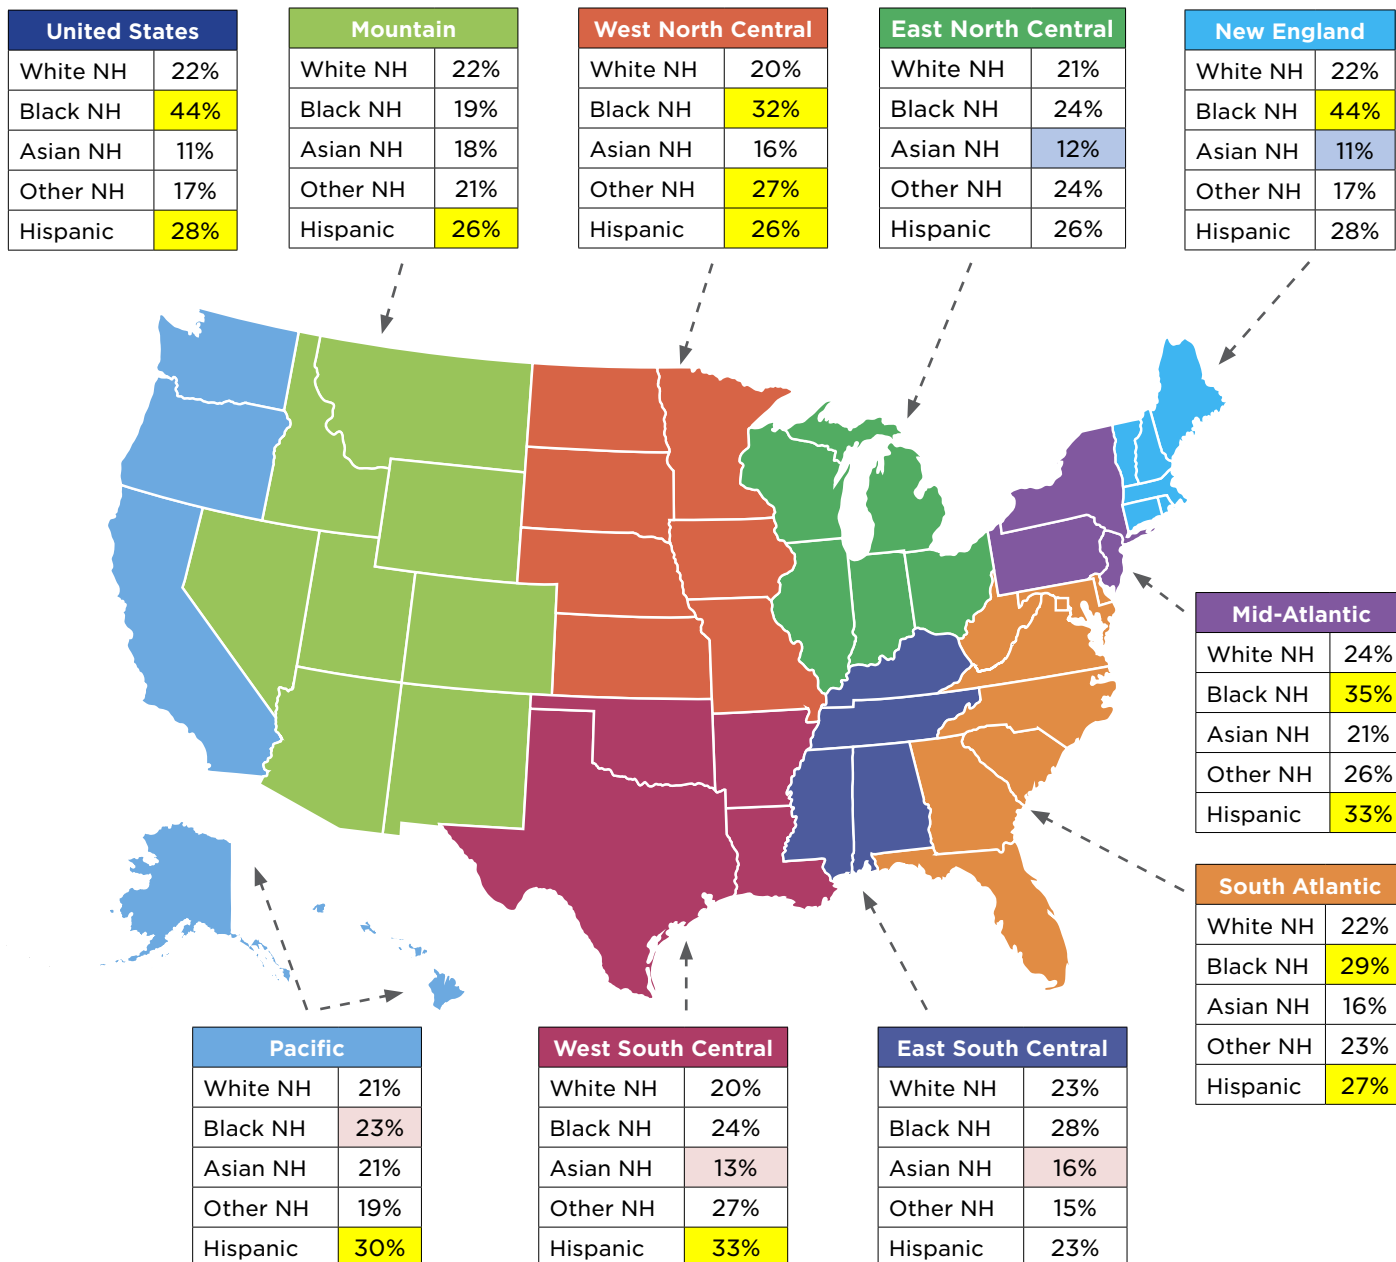 United States
White NH 22%
Black NH 44%
Asian NH 11%
Other NH 17%
Hispanic 28%
Mountain
White NH 22%
Black NH 19%
Asian NH 18%
Other NH 21%
Hispanic 26%
West North Central
White NH 20%
Black NH 32%
Asian NH 16%
Other NH 27%
Hispanic 26%
East North Central
White NH 21%
Black NH 24%
Asian NH 12%
Other NH 24%
Hispanic 26%
New England
White NH 22%
Black NH 44%
Asian NH 11%
Other NH 17%
Hispanic 28%
Mid-Atlantic
White NH 24%
Black NH 35%
Asian NH 21%
Other NH 26%
Hispanic 33%
South Atlantic
White NH 22%
Black NH 29%
Asian NH 16%
Other NH 23%
Hispanic 27%
Pacific
White NH 21%
Black NH 23%
Asian NH 21%
Other NH 19%
Hispanic 30%
West South Central
White NH 20%
Black NH 24%
Asian NH 13%
Other NH 27%
Hispanic 33%
East South Central
White NH 23%
Black NH 28%
Asian NH 16%
Other NH 15%
Hispanic 23%